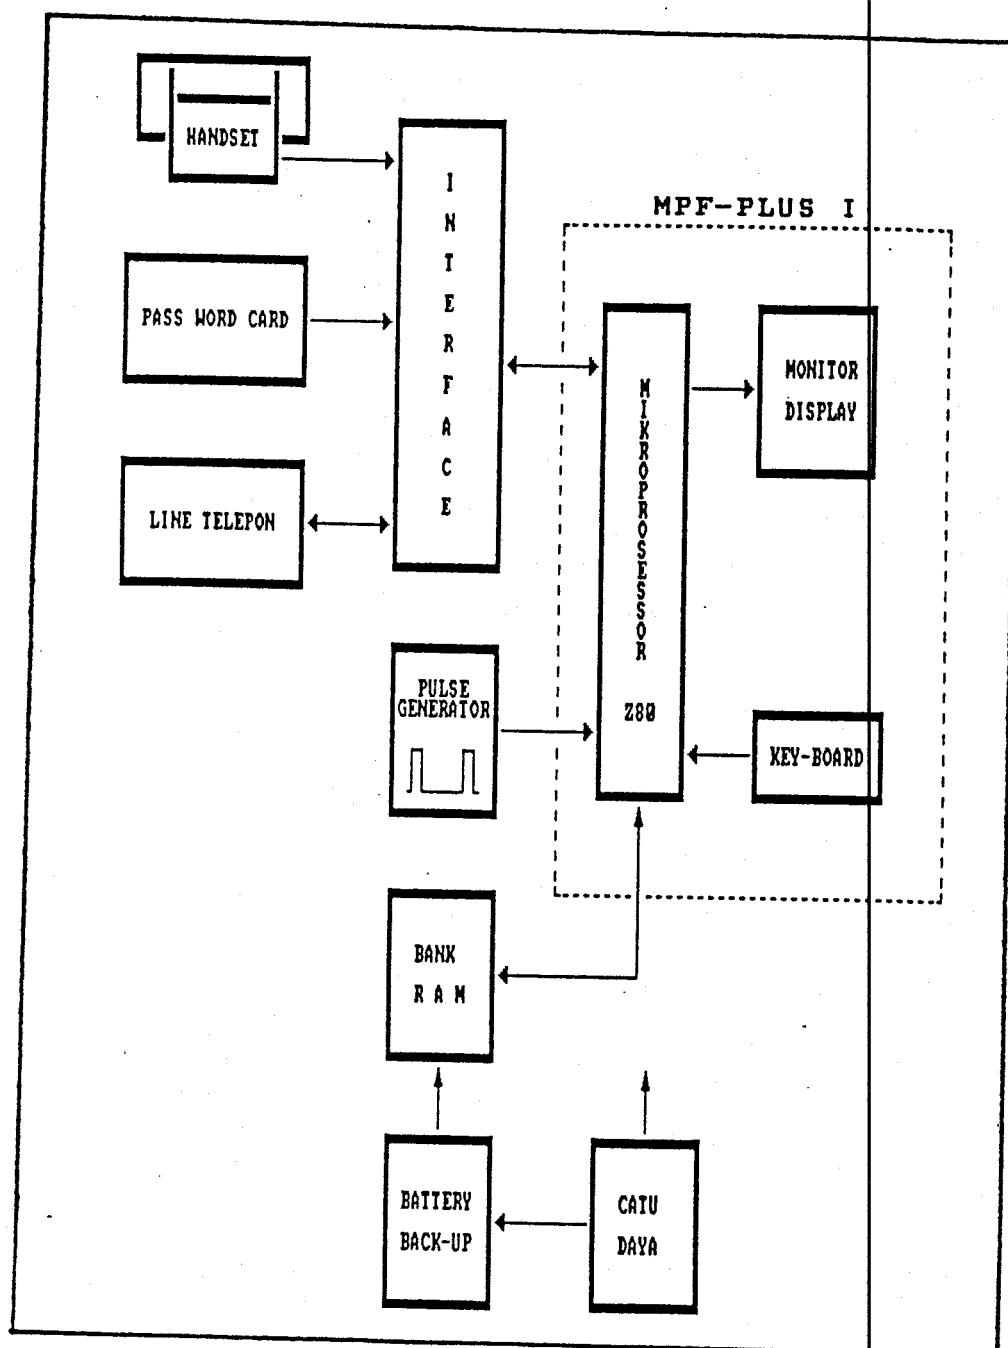 HANDSET
INTERFACE
MPF-PLUS I
PASS WORD CARD
MIKROPROSESSOR
Z80
MONITOR
DISPLAY
LINE TELEPON
PULSE
GENERATOR
KEY-BOARD
BANK
R A M
BATTERY
BACK-UP
CATU
DAYA